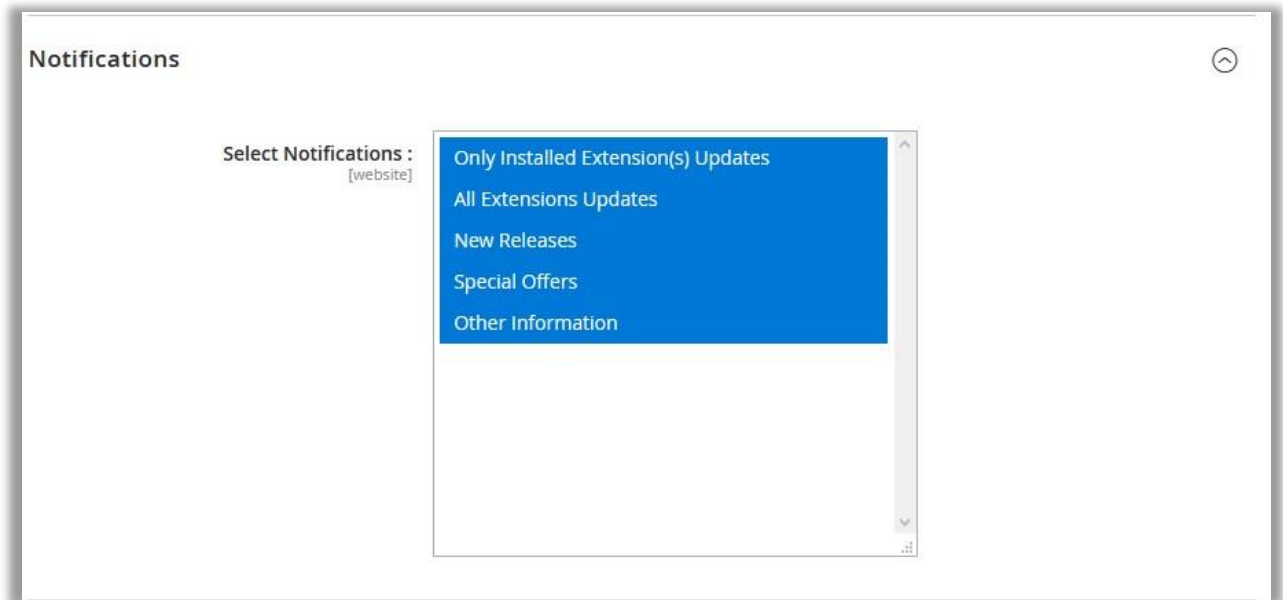 Notifications
Select Notifications :
[website]
Only Installed Extension(s) Updates
All Extensions Updates
New Releases
Special Offers
Other Information